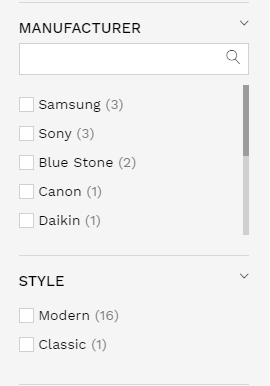 MANUFACTURER
Samsung (3)
Sony (3)
Blue Stone (2)
Canon (1)
Daikin (1)
STYLE
Modern (16)
Classic (1)